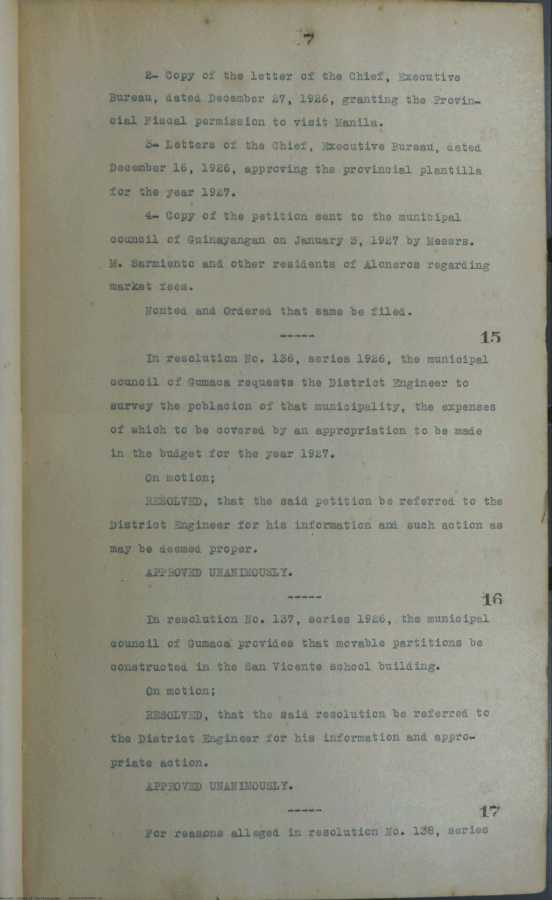 7
2- Copy of the letter of the Chief, Executive
Bureau, dated December 27, 1926, granting the Provin-
cial Fiscal permission to visit Manila.
3- Letters of the Chief, Executive Bureau, dated
December 16, 1926, approving the provincial plantilla
for the year 1927.
4- Copy of the petition sent to the municipal
council of Guinayangan on January 3, 1927 by Messrs.
M. Sarmiento and other residents of Aloneros regarding
market fees.
Nonted and Ordered that same be filed.
-----
15
In resolution No. 136, series 1926, the municipal
council of Gumaca requests the District Engineer to
survey the poblacion of that municipality, the expenses
of which to be covered by an appropriation to be made
in the budget for the year 1927.
On motion;
RESOLVED, that the said petition be referred to the
District Engineer for his information and such action as
may be deemed proper.
APPROVED UNANIMOUSLY.
-----
16
In resolution No. 137, series 1926, the municipal
council of Gumaca provides that movable partitions be
constructed in the San Vicente school building.
On motion;
RESOLVED, that the said resolution be referred to
the District Engineer for his information and appro-
priate action.
APPROVED UNANIMOUSLY.
-----
17
For reasons alleged in resolution No. 138, series